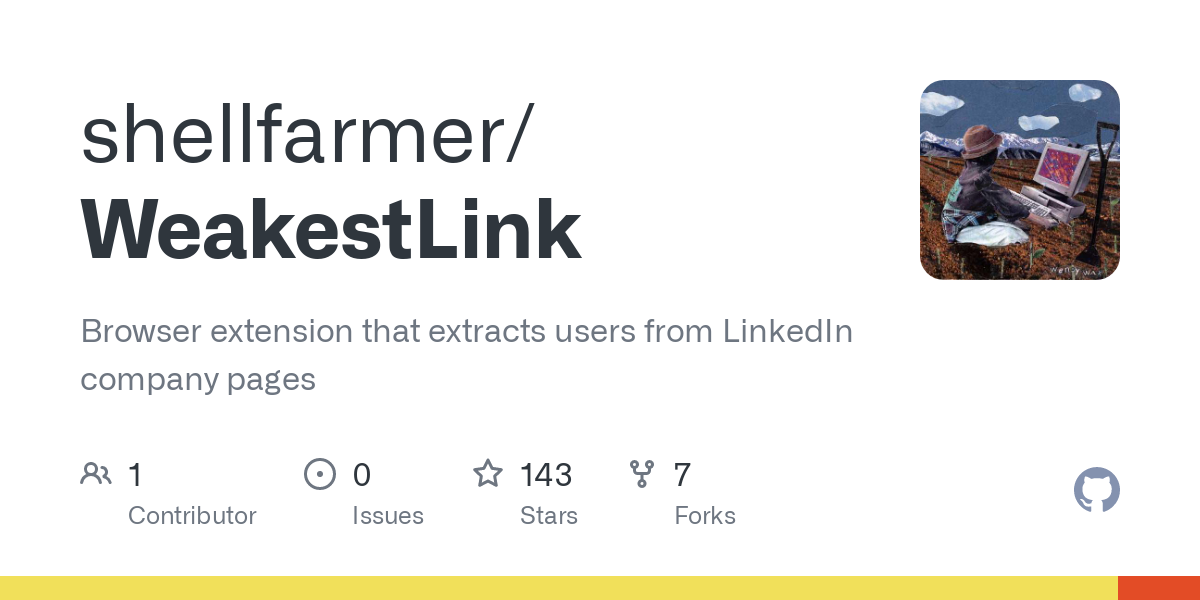 shellfarmer/
WeakestLink
Browser extension that extracts users from LinkedIn
company pages
1
Contributor
0
Issues
143
Stars
7
Forks